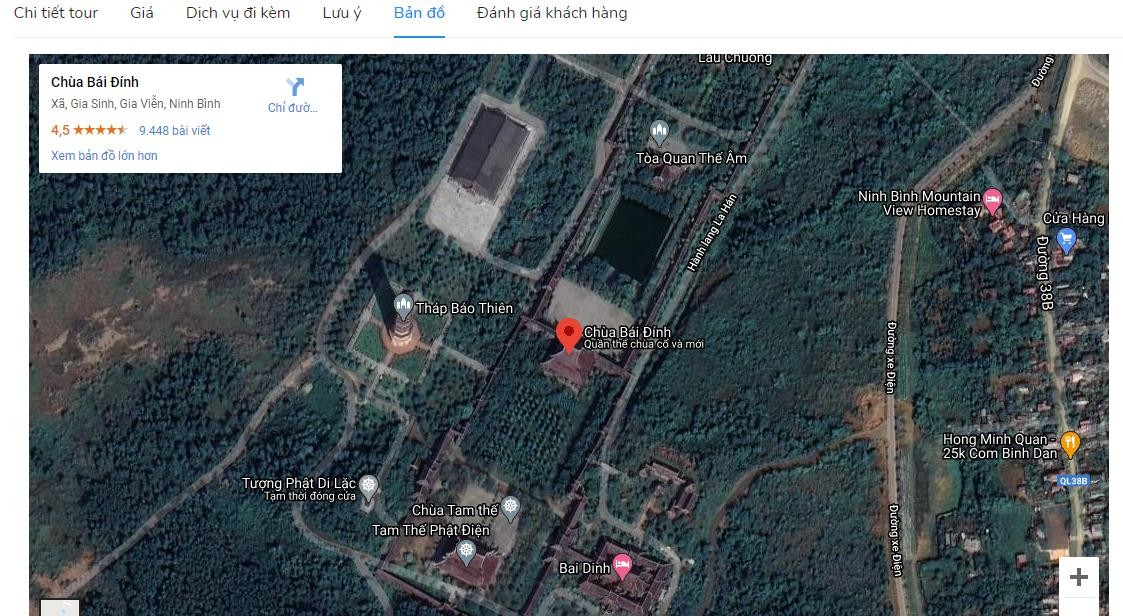 Chi tiết tour Giá Dịch vụ đi kèm Lưu ý Bản đồ Đánh giá khách hàng
Chùa Bái Đính
Xã, Gia Sinh, Gia Viễn, Ninh Bình
4,5 9.448 bài viết
Xem bản đồ lớn hơn
Chỉ đườ...
Lầu Chuông
Đường
Tòa Quan Thế Âm
Hành lang La Hán
Ninh Bình Mountain
View Homestay
Cửa Hàng
Đường 38B
Tháp Báo Thiên
Chùa Bái Đính
Quần thể chùa cổ và mới
Đường xe Điện
Hong Minh Quan -
25k Com Binh Dan
QL38B
Tượng Phật Di Lặc
Tạm thời đóng cửa
Chùa Tam thế
Tam Thế Phật Điện
Đường xe Điện
Bai Dinh
+